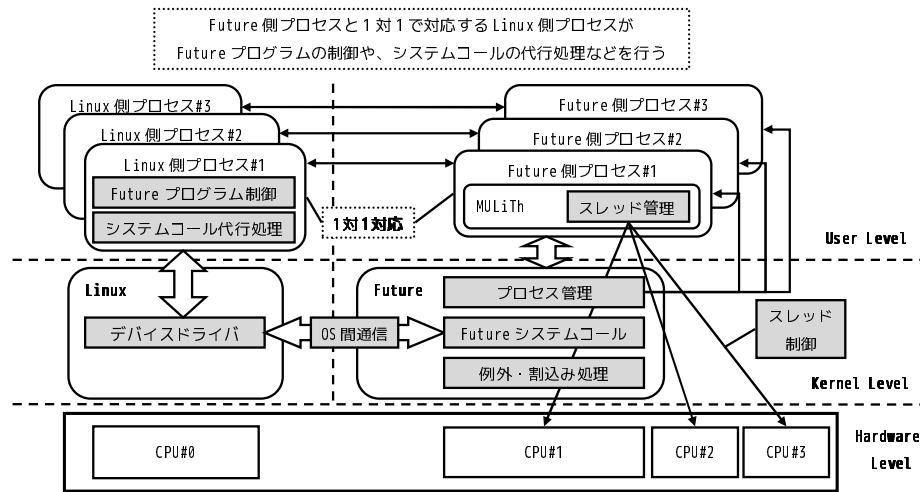 Future 側プロセスと1対1で対応する Linux 側プロセスが
Future プログラムの制御や、システムコールの代行処理などを行う
Linux 側プロセス#3
Linux 側プロセス#2
Linux 側プロセス#1
Future プログラム制御
システムコール代行処理
1対1対応
Future 側プロセス#3
Future 側プロセス#2
Future 側プロセス#1
MULiTh
スレッド管理
User Level
Linux
デバイスドライバ
OS 間通信
Future
プロセス管理
Future システムコール
例外・割込み処理
スレッド
制御
Kernel Level
CPU#0
CPU#1
CPU#2
CPU#3
Hardware
Level